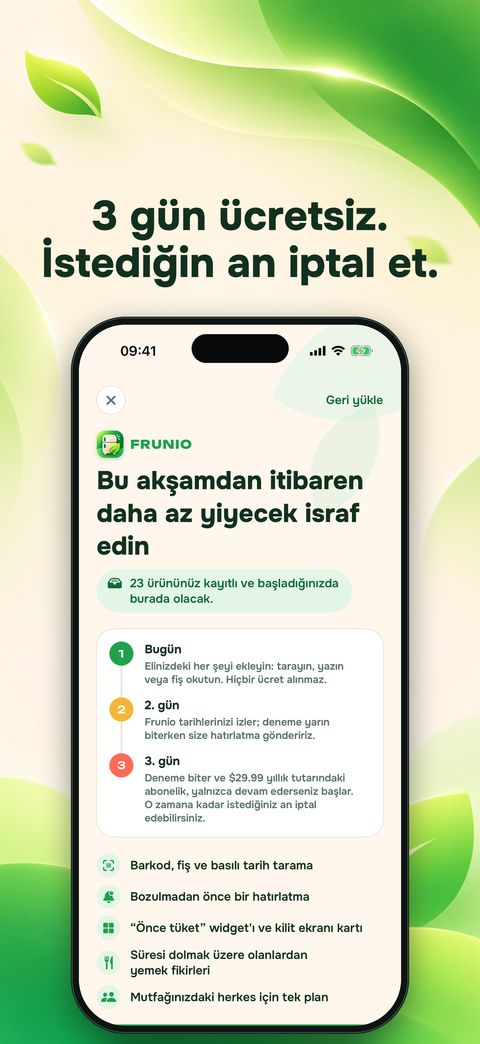 3 gün ücretsiz.
İstediğin an iptal et.
09:41
Geri yükle
FRUNIO
Bu akşamdan itibaren
daha az yiyecek israf
edin
23 ürününüz kayıtlı ve başladığınızda
burada olacak.
1
Bugün
Elinizdeki her şeyi ekleyin: tarayın, yazın
veya fiş okutun. Hiçbir ücret alınmaz.
2
2. gün
Frunio tarihlerinizi izler; deneme yarın
biterken size hatırlatma göndeririz.
3
3. gün
Deneme biter ve $29.99 yıllık tutarındaki
abonelik, yalnızca devam ederseniz başlar.
O zamana kadar istediğiniz an iptal
edebilirsiniz.
Barkod, fiş ve basılı tarih tarama
Bozulmadan önce bir hatırlatma
“Önce tüket” widget'ı ve kilit ekranı kartı
Süresi dolmak üzere olanlardan
yemek fikirleri
Mutfağınızdaki herkes için tek plan